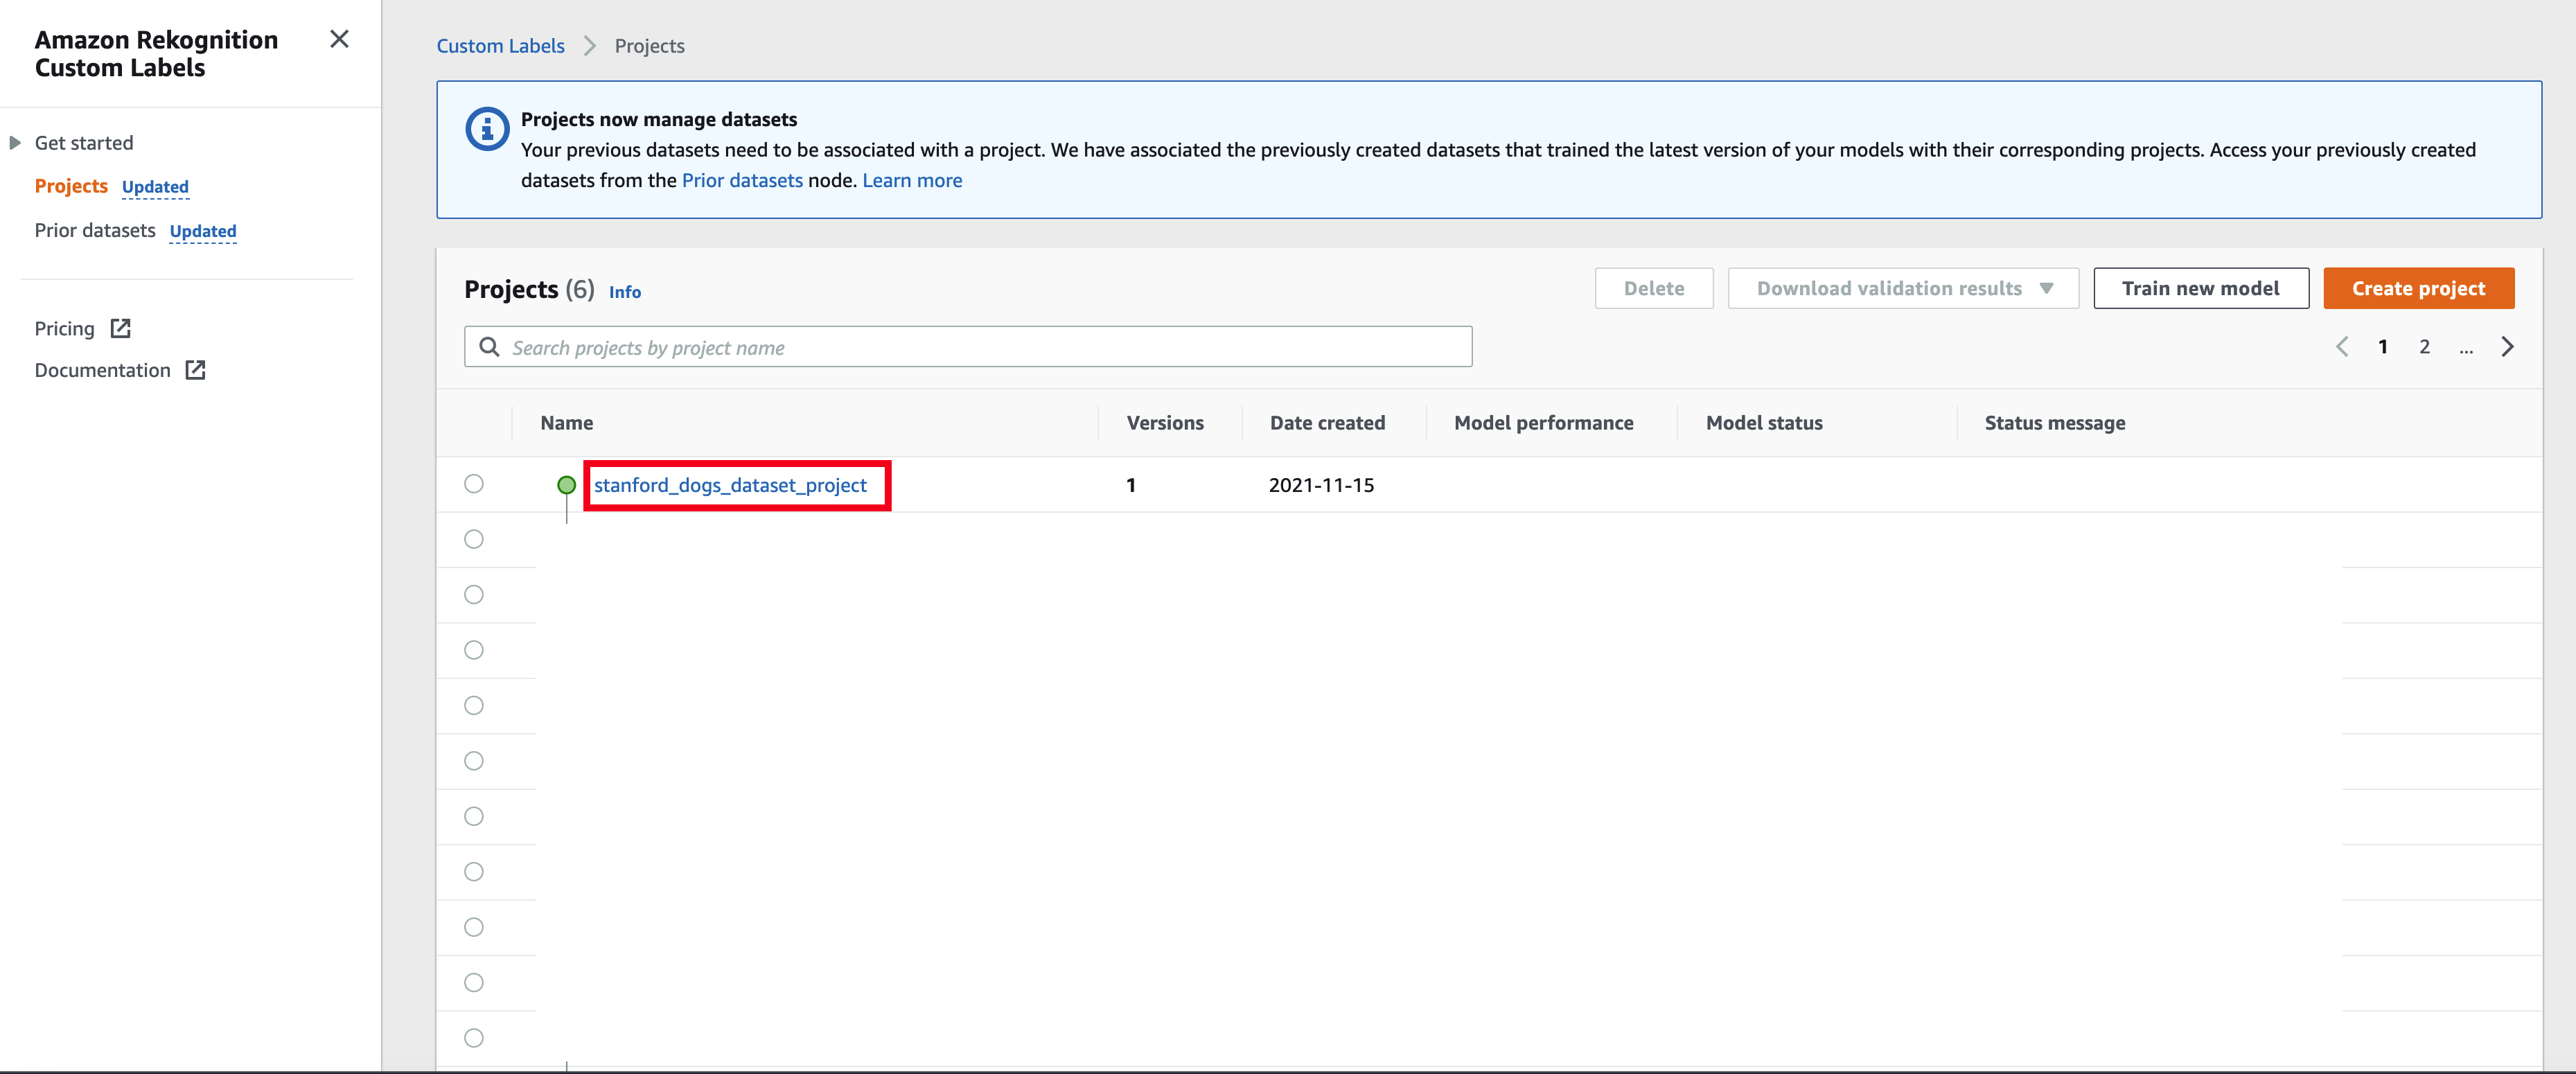 Amazon Rekognition
Custom Labels
Get started
Projects Updated
Prior datasets Updated
Pricing
Documentation
Custom Labels Projects
Projects now manage datasets
Your previous datasets need to be associated with a project. We have associated the previously created datasets that trained the latest version of your models with their corresponding projects. Access your previously created
datasets from the Prior datasets node. Learn more
Projects (6) Info
Delete Download validation results Train new model Create project
Search projects by project name
1 2 ...
Name Versions Date created Model performance Model status Status message
stanford_dogs_dataset_project 1 2021-11-15